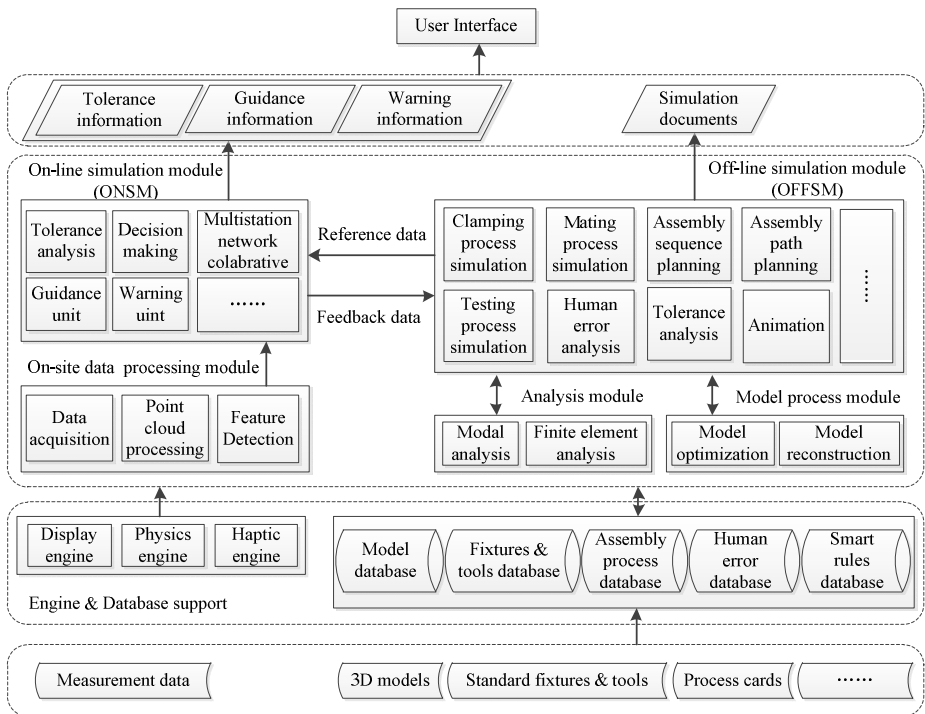 User Interface
Tolerance
information
Guidance
information
Warning
information
Simulation
documents
On-line simulation module
(ONSM)
Off-line simulation module
(OFFSM)
Tolerance
analysis
Decision
making
Multistation
network
colabrative
Guidance
unit
Warning
uint
......
Reference data
Feedback data
Clamping
process
simulation
Mating
process
simulation
Assembly
sequence
planning
Assembly
path
planning
Testing
process
simulation
Human
error
analysis
Tolerance
analysis
Animation
......
On-site data processing module
Data
acquisition
Point
cloud
processing
Feature
Detection
Analysis module
Modal
analysis
Finite element
analysis
Model process module
Model
optimization
Model
reconstruction
Display
engine
Physics
engine
Haptic
engine
Engine & Database support
Model
database
Fixtures &
tools database
Assembly
process
database
Human
error
database
Smart
rules
database
Measurement data
3D models
Standard fixtures & tools
Process cards
......